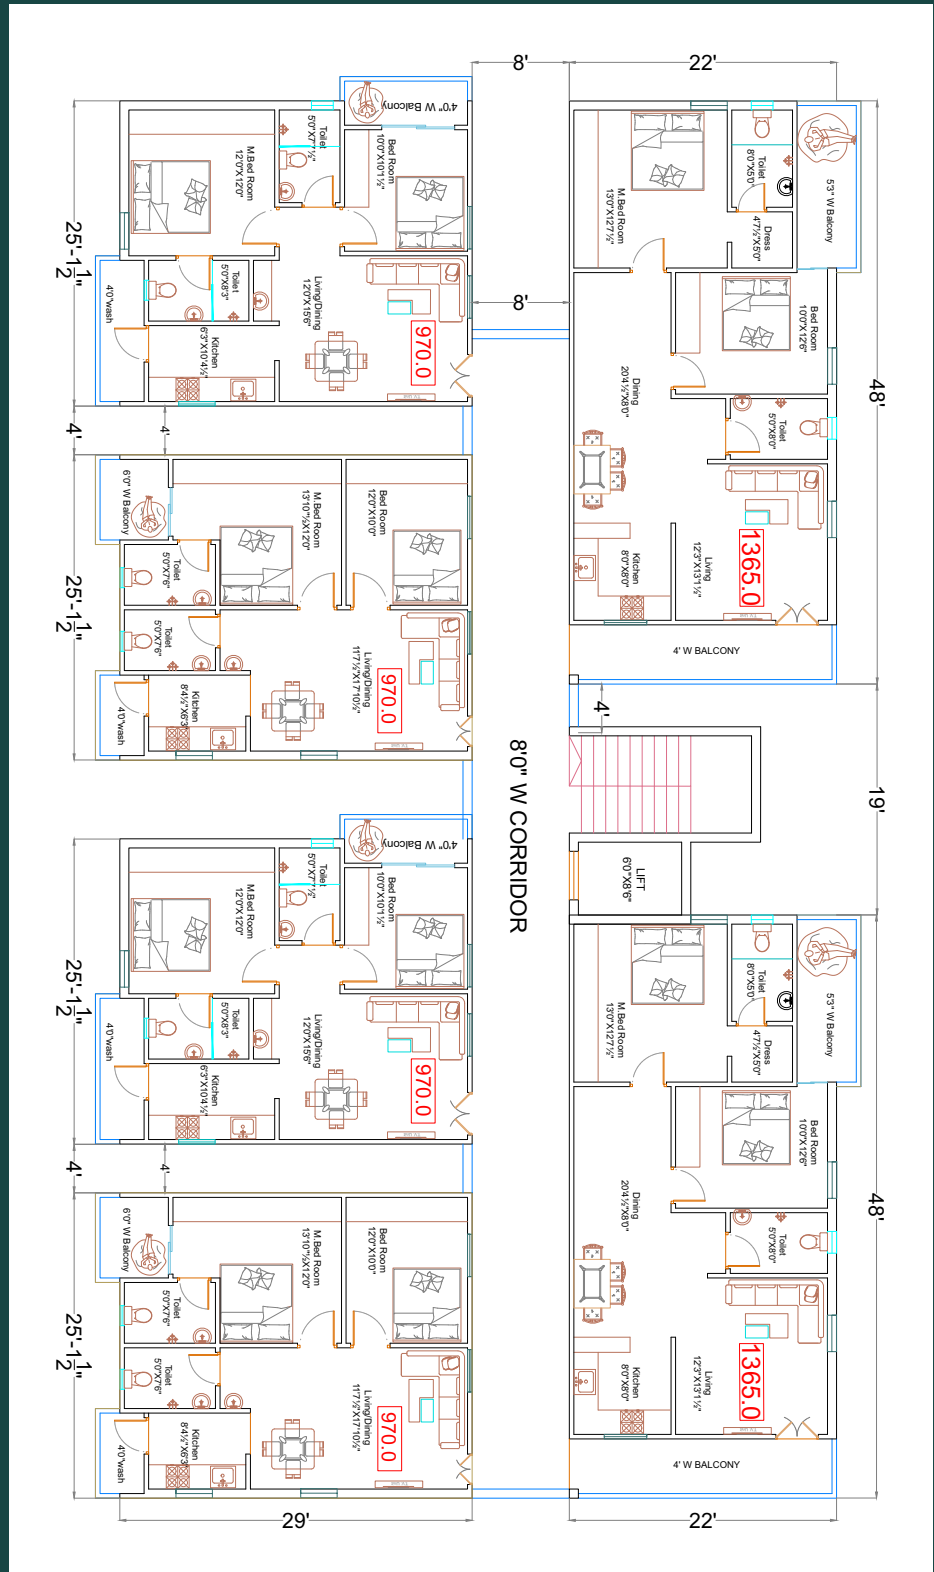 8'
22'
4'0" W Balcony
Toilet
5'0"X7'7½"
Bed Room
10'0"X10'1½"
M.Bed Room
12'0"X12'0"
25'-1½"
4'0"wash
Toilet
5'0"X8'3"
Living/Dining
12'0"X15'6"
Kitchen
6'3"X10'4½"
970.0
8'
M.Bed Room
13'0"X12'7½"
Toilet
8'0"X5'0"
Dress
4'7½"X5'0"
5'3" W Balcony
Bed Room
10'0"X12'6"
48'
Dining
20'4½"X8'0"
Toilet
5'0"X8'0"
Kitchen
8'0"X8'0"
Living
12'3"X13'1½"
1365.0
4' W BALCONY
4'
4'
6'0" W Balcony
M.Bed Room
13'10"½X12'0"
Bed Room
12'0"X10'0"
25'-1½"
Toilet
5'0"X7'6"
Toilet
5'0"X7'6"
Living/Dining
11'7½"X17'10½"
970.0
4'0"wash
Kitchen
8'4½"X6'3"
4'
19'
8'0" W CORRIDOR
LIFT
6'0"X8'6"
4'0" W Balcony
Toilet
5'0"X7'7½"
Bed Room
10'0"X10'1½"
M.Bed Room
12'0"X12'0"
25'-1½"
4'0"wash
Toilet
5'0"X8'3"
Living/Dining
12'0"X15'6"
Kitchen
6'3"X10'4½"
970.0
M.Bed Room
13'0"X12'7½"
Toilet
8'0"X5'0"
Dress
4'7½"X5'0"
5'3" W Balcony
Bed Room
10'0"X12'6"
48'
Dining
20'4½"X8'0"
Toilet
5'0"X8'0"
Kitchen
8'0"X8'0"
Living
12'3"X13'1½"
1365.0
4' W BALCONY
4'
4'
6'0" W Balcony
M.Bed Room
13'10"½X12'0"
Bed Room
12'0"X10'0"
25'-1½"
Toilet
5'0"X7'6"
Toilet
5'0"X7'6"
Living/Dining
11'7½"X17'10½"
970.0
4'0"wash
Kitchen
8'4½"X6'3"
29'
22'